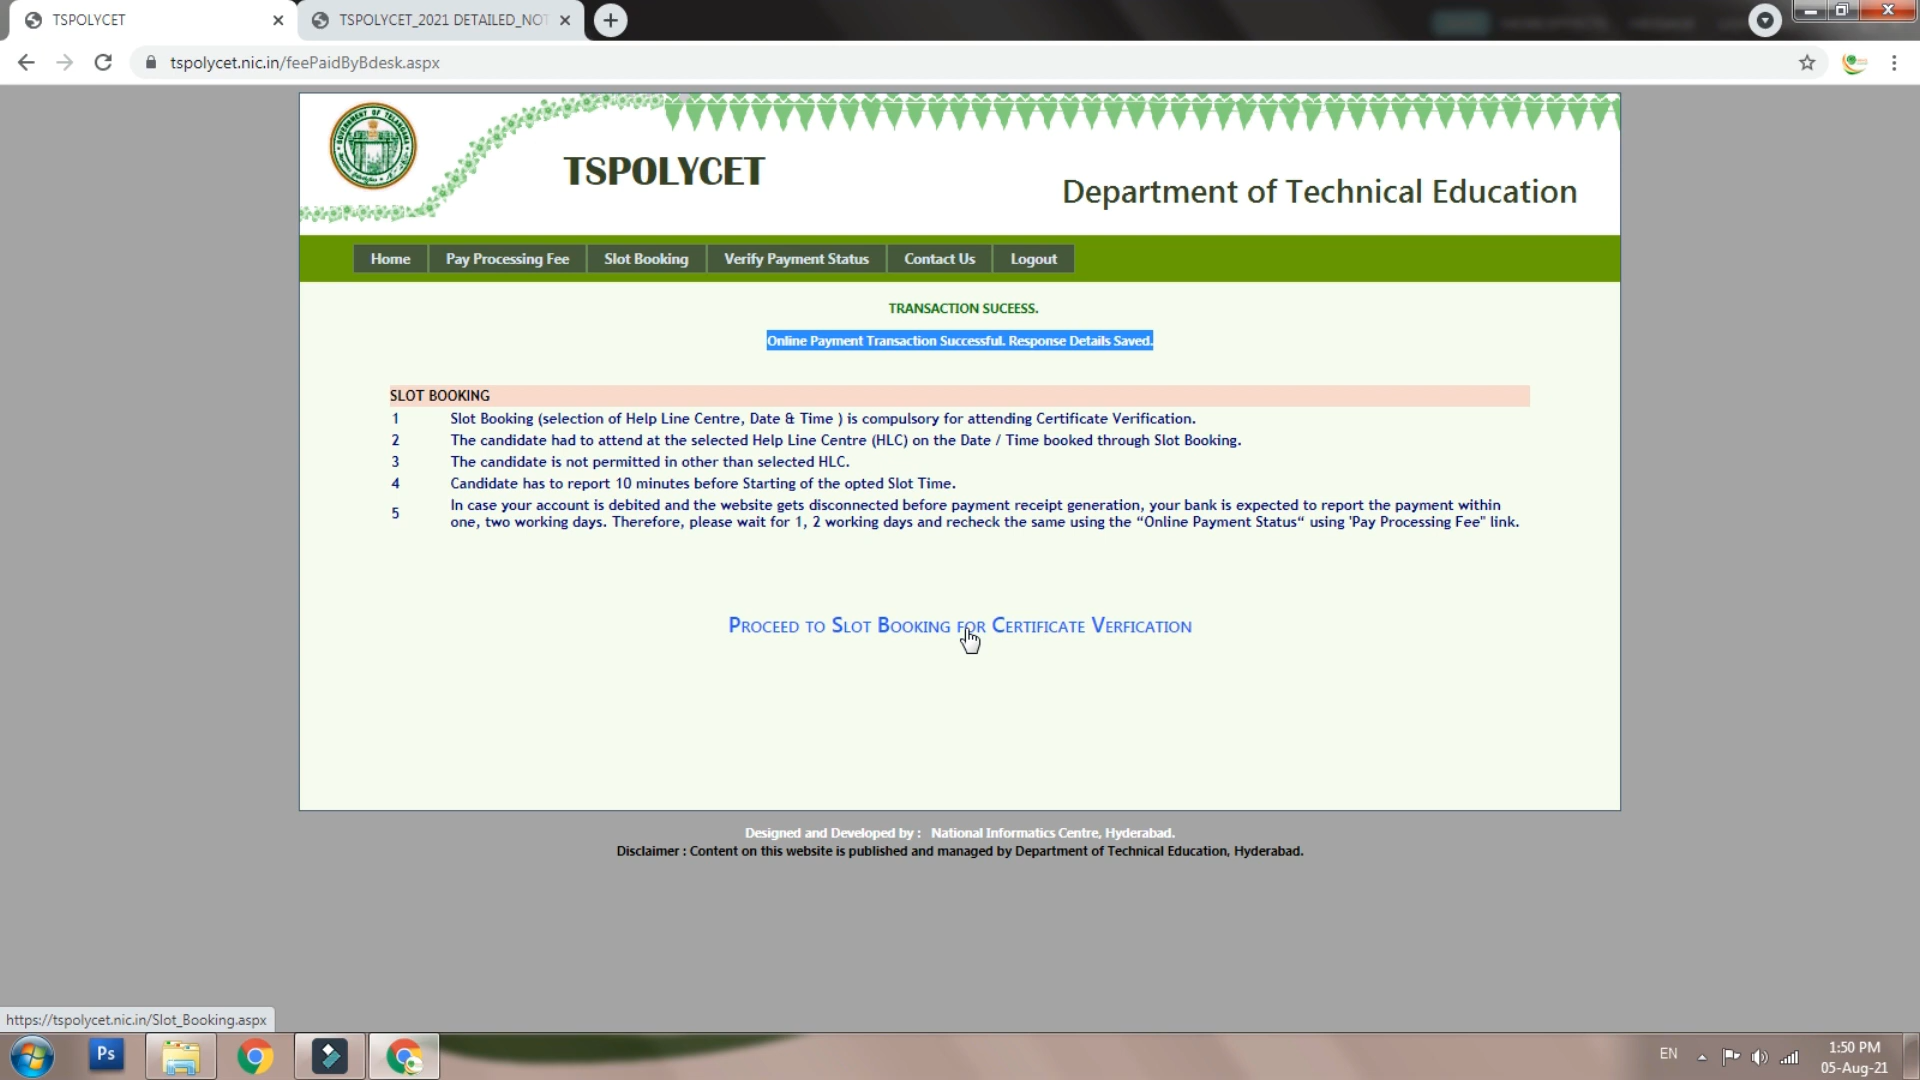 TSPOLYCET
TSPOLYCET_2021 DETAILED_NOT
tspolycet.nic.in/feePaidByBdesk.aspx
GOVERNMENT OF TELANGANA
TSPOLYCET
Department of Technical Education
Home Pay Processing Fee Slot Booking Verify Payment Status Contact Us Logout
TRANSACTION SUCEESS.
Online Payment Transaction Successful. Response Details Saved.
SLOT BOOKING
1 Slot Booking (selection of Help Line Centre, Date & Time ) is compulsory for attending Certificate Verification.
2 The candidate had to attend at the selected Help Line Centre (HLC) on the Date / Time booked through Slot Booking.
3 The candidate is not permitted in other than selected HLC.
4 Candidate has to report 10 minutes before Starting of the opted Slot Time.
5 In case your account is debited and the website gets disconnected before payment receipt generation, your bank is expected to report the payment within
one, two working days. Therefore, please wait for 1, 2 working days and recheck the same using the “Online Payment Status“ using 'Pay Processing Fee" link.
Proceed to Slot Booking for Certificate Verfication
Designed and Developed by : National Informatics Centre, Hyderabad.
Disclaimer : Content on this website is published and managed by Department of Technical Education, Hyderabad.
https://tspolycet.nic.in/Slot_Booking.aspx
Ps
EN
1:50 PM
05-Aug-21